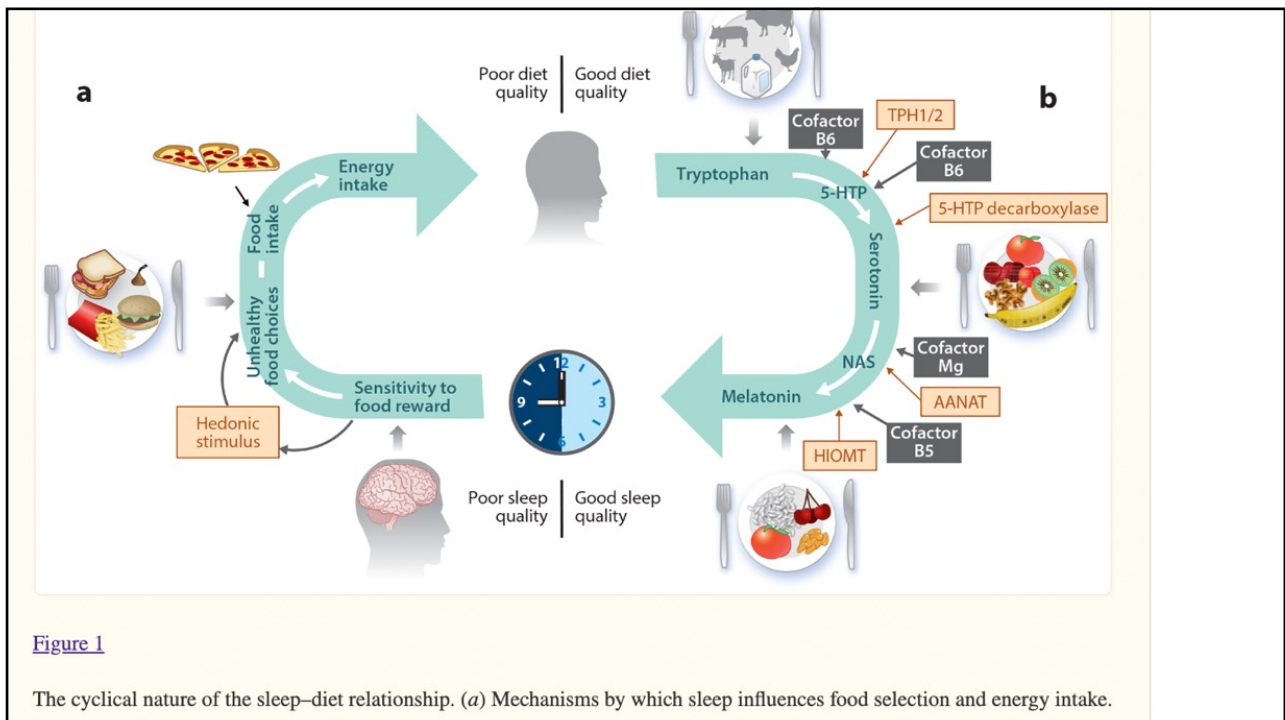 a
Poor diet
quality
Good diet
quality
b
Energy
intake
Food
intake
Unhealthy
food choices
Sensitivity to
food reward
Hedonic
stimulus
Tryptophan
Cofactor
B6
TPH1/2
Cofactor
B6
5-HTP
5-HTP decarboxylase
Serotonin
Cofactor
Mg
NAS
AANAT
Melatonin
Cofactor
B5
HIOMT
12
9
3
6
Poor sleep
quality
Good sleep
quality
Figure 1
The cyclical nature of the sleep–diet relationship. (a) Mechanisms by which sleep influences food selection and energy intake.